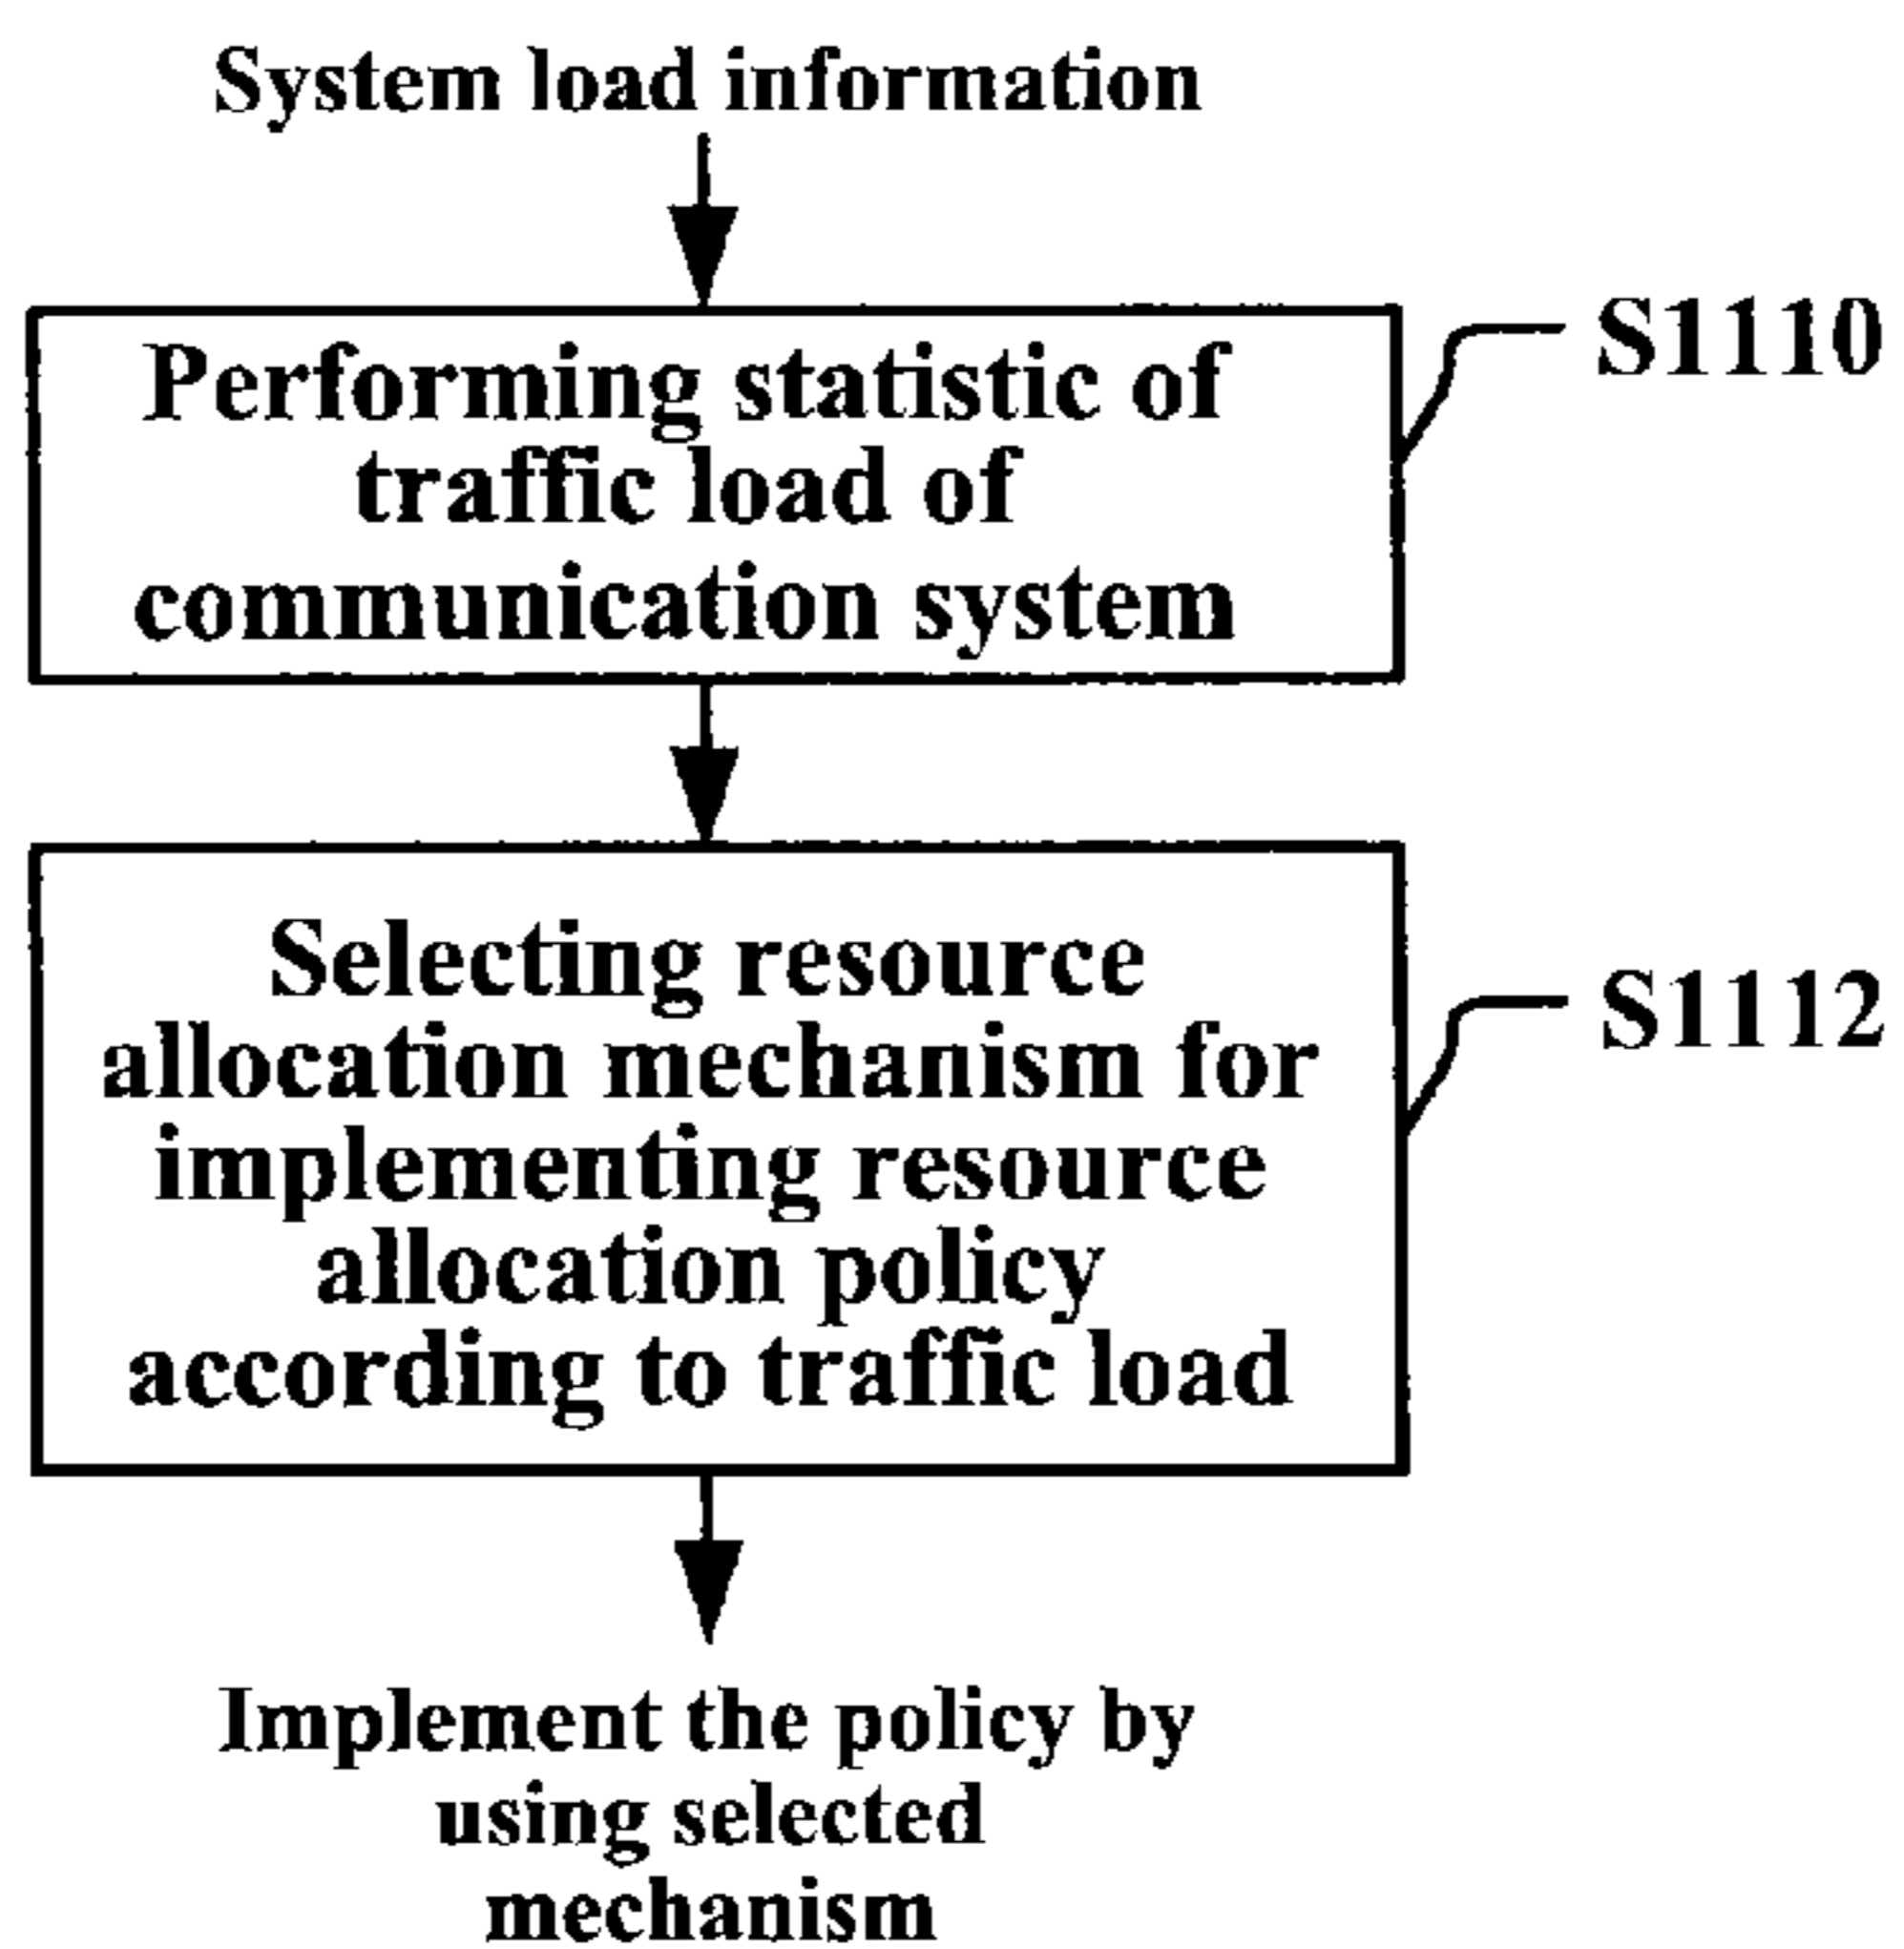 System load information
Performing statistic of
traffic load of
communication system
S1110
Selecting resource
allocation mechanism for
implementing resource
allocation policy
according to traffic load
S1112
Implement the policy by
using selected
mechanism